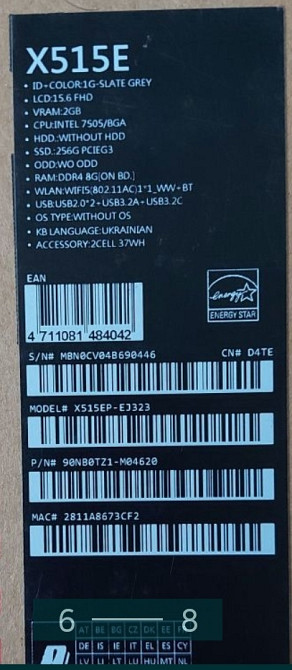 X515E
• ID-COLOR:1G-SLATE GREY
• LCD:15.6 FHD
• VRAM:2GB
• CPU:INTEL 7505/BGA
• HDD.:WITHOUT HDD
• SSD.:256G PCIEG3
• ODD:WO ODD
• RAM:DDR4 8G(ON BD.)
• WLAN:WIFI5(802.11AC)1*1_WW+BT
• USB:USB2.0*2+USB3.2A+USB3.2C
• OS TYPE:WITHOUT OS
• KB LANGUAGE:UKRAINIAN
• ACCESSORY:2CELL 37WH
EAN
4 711081 484042
energy
ENERGY STAR
S/N# MBN0CV04B690446 CN# D4TE
MODEL# X515EP-EJ323
P/N# 90NB0TZ1-M04620
MAC# 2811A8673CF2
6 — 8
AT BE BG CZ DK EE
DE IS IE IT EL ES CY
LV LI LT LU HU MT NL